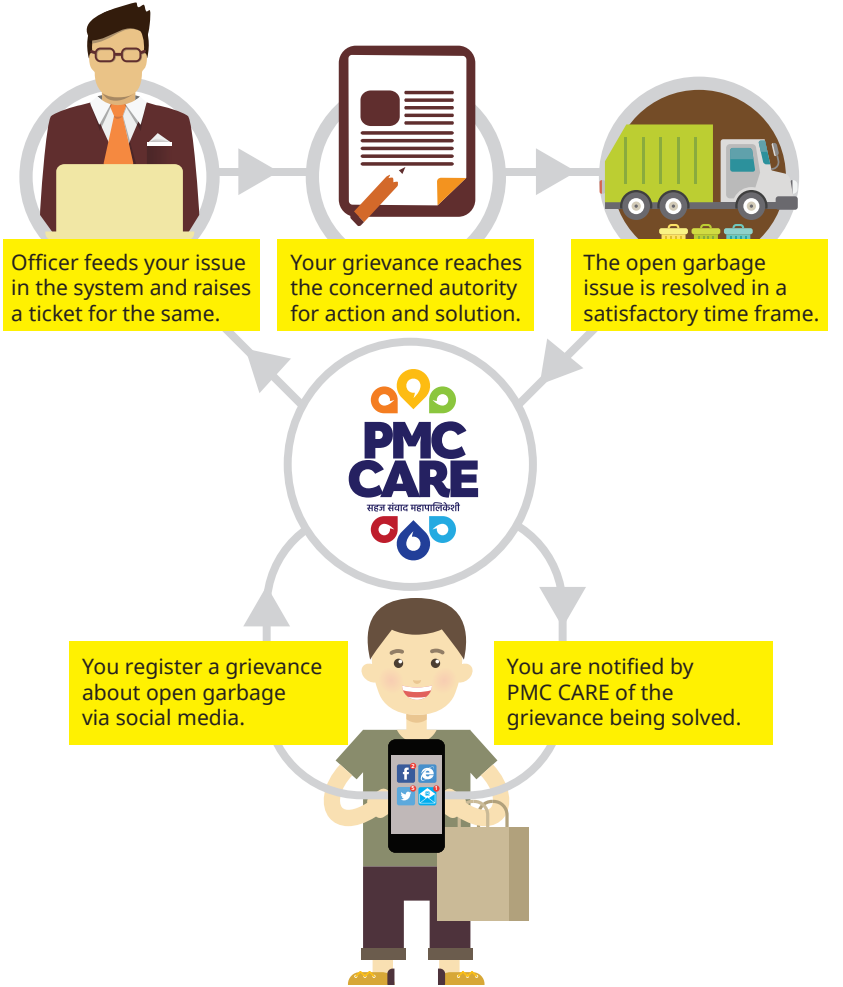 Officer feeds your issue
in the system and raises
a ticket for the same.
Your grievance reaches
the concerned autority
for action and solution.
The open garbage
issue is resolved in a
satisfactory time frame.
PMC
CARE
सहज संवाद महापालिकेशी
You register a grievance
about open garbage
via social media.
You are notified by
PMC CARE of the
grievance being solved.